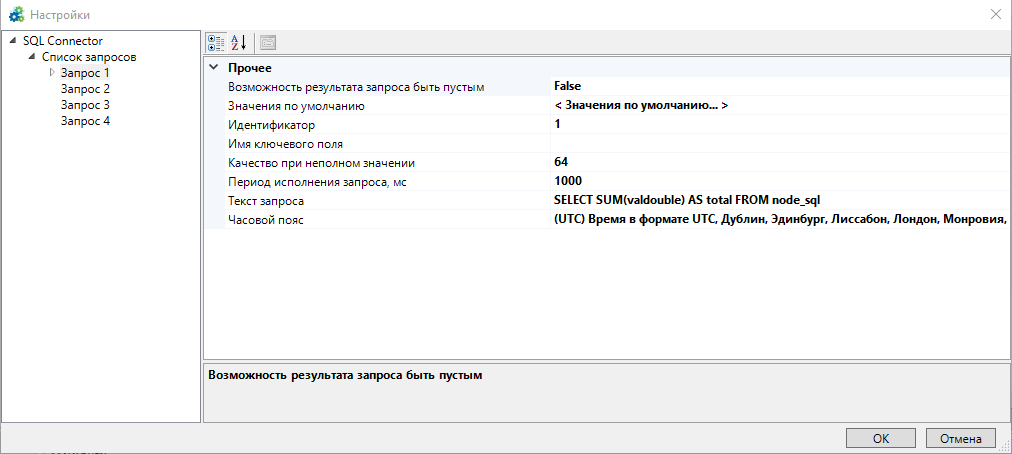 Настройки
SQL Connector
Список запросов
Запрос 1
Запрос 2
Запрос 3
Запрос 4
Прочее
Возможность результата запроса быть пустым False
Значения по умолчанию < Значения по умолчанию... >
Идентификатор 1
Имя ключевого поля
Качество при неполном значении 64
Период исполнения запроса, мс 1000
Текст запроса SELECT SUM(valdouble) AS total FROM node_sql
Часовой пояс (UTC) Время в формате UTC, Дублин, Эдинбург, Лиссабон, Лондон, Монровия,
Возможность результата запроса быть пустым
OK Отмена